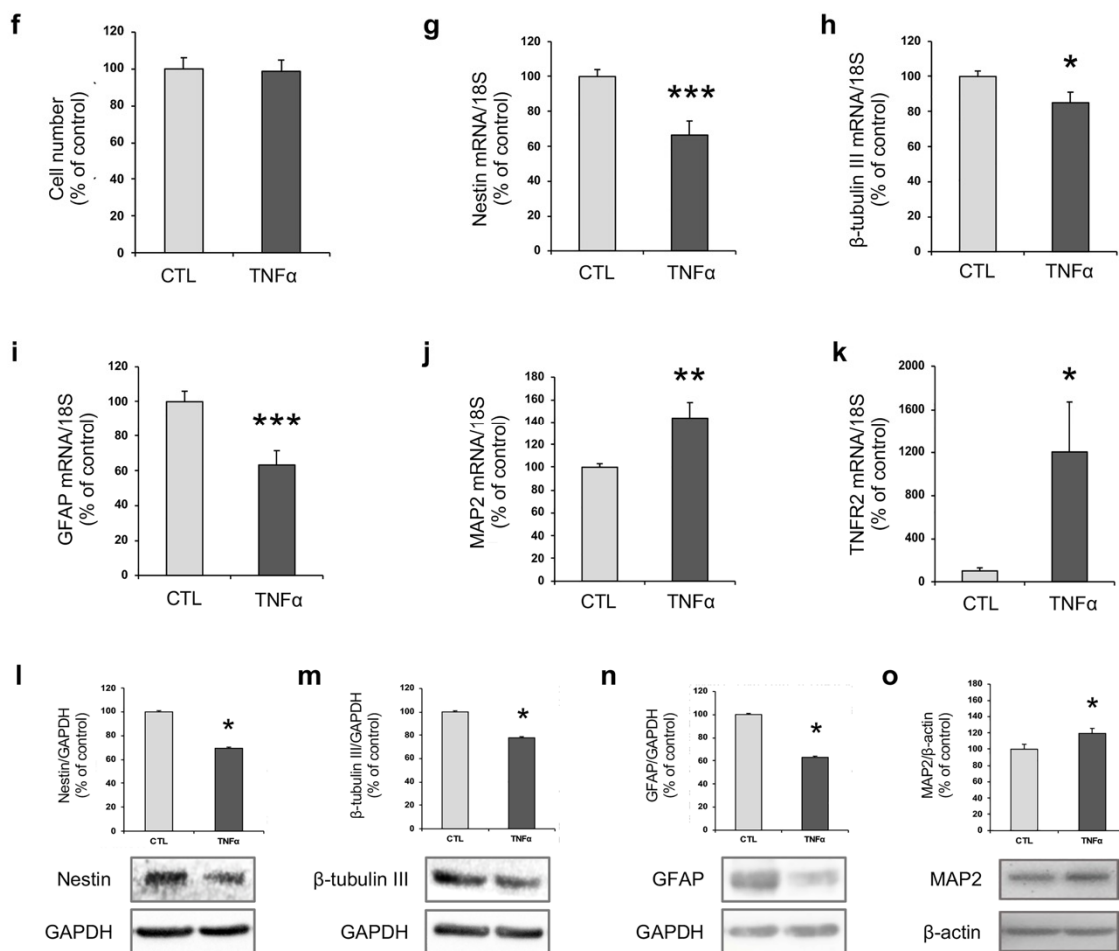 f
Cell number
(% of control)
120
100
80
60
40
20
0
CTL TNFα
g
Nestin mRNA/18S
(% of control)
120
100
80
60
40
20
0
***
CTL TNFα
h
β-tubulin III mRNA/18S
(% of control)
120
100
80
60
40
20
0
*
CTL TNFα
i
GFAP mRNA/18S
(% of control)
120
100
80
60
40
20
0
***
CTL TNFα
j
MAP2 mRNA/18S
(% of control)
180
160
140
120
100
80
60
40
20
0
**
CTL TNFα
k
TNFR2 mRNA/18S
(% of control)
2000
1600
1200
800
400
0
*
CTL TNFα
l
Nestin/GAPDH
(% of control)
120
100
80
60
40
20
0
*
CTL TNFα
Nestin
GAPDH
m
β-tubulin III/GAPDH
(% of control)
120
100
80
60
40
20
0
*
CTL TNFα
β-tubulin III
GAPDH
n
GFAP/GAPDH
(% of control)
120
100
80
60
40
20
0
*
CTL TNFα
GFAP
GAPDH
o
MAP2/β-actin
(% of control)
180
160
140
120
100
80
60
40
20
0
*
CTL TNFα
MAP2
β-actin